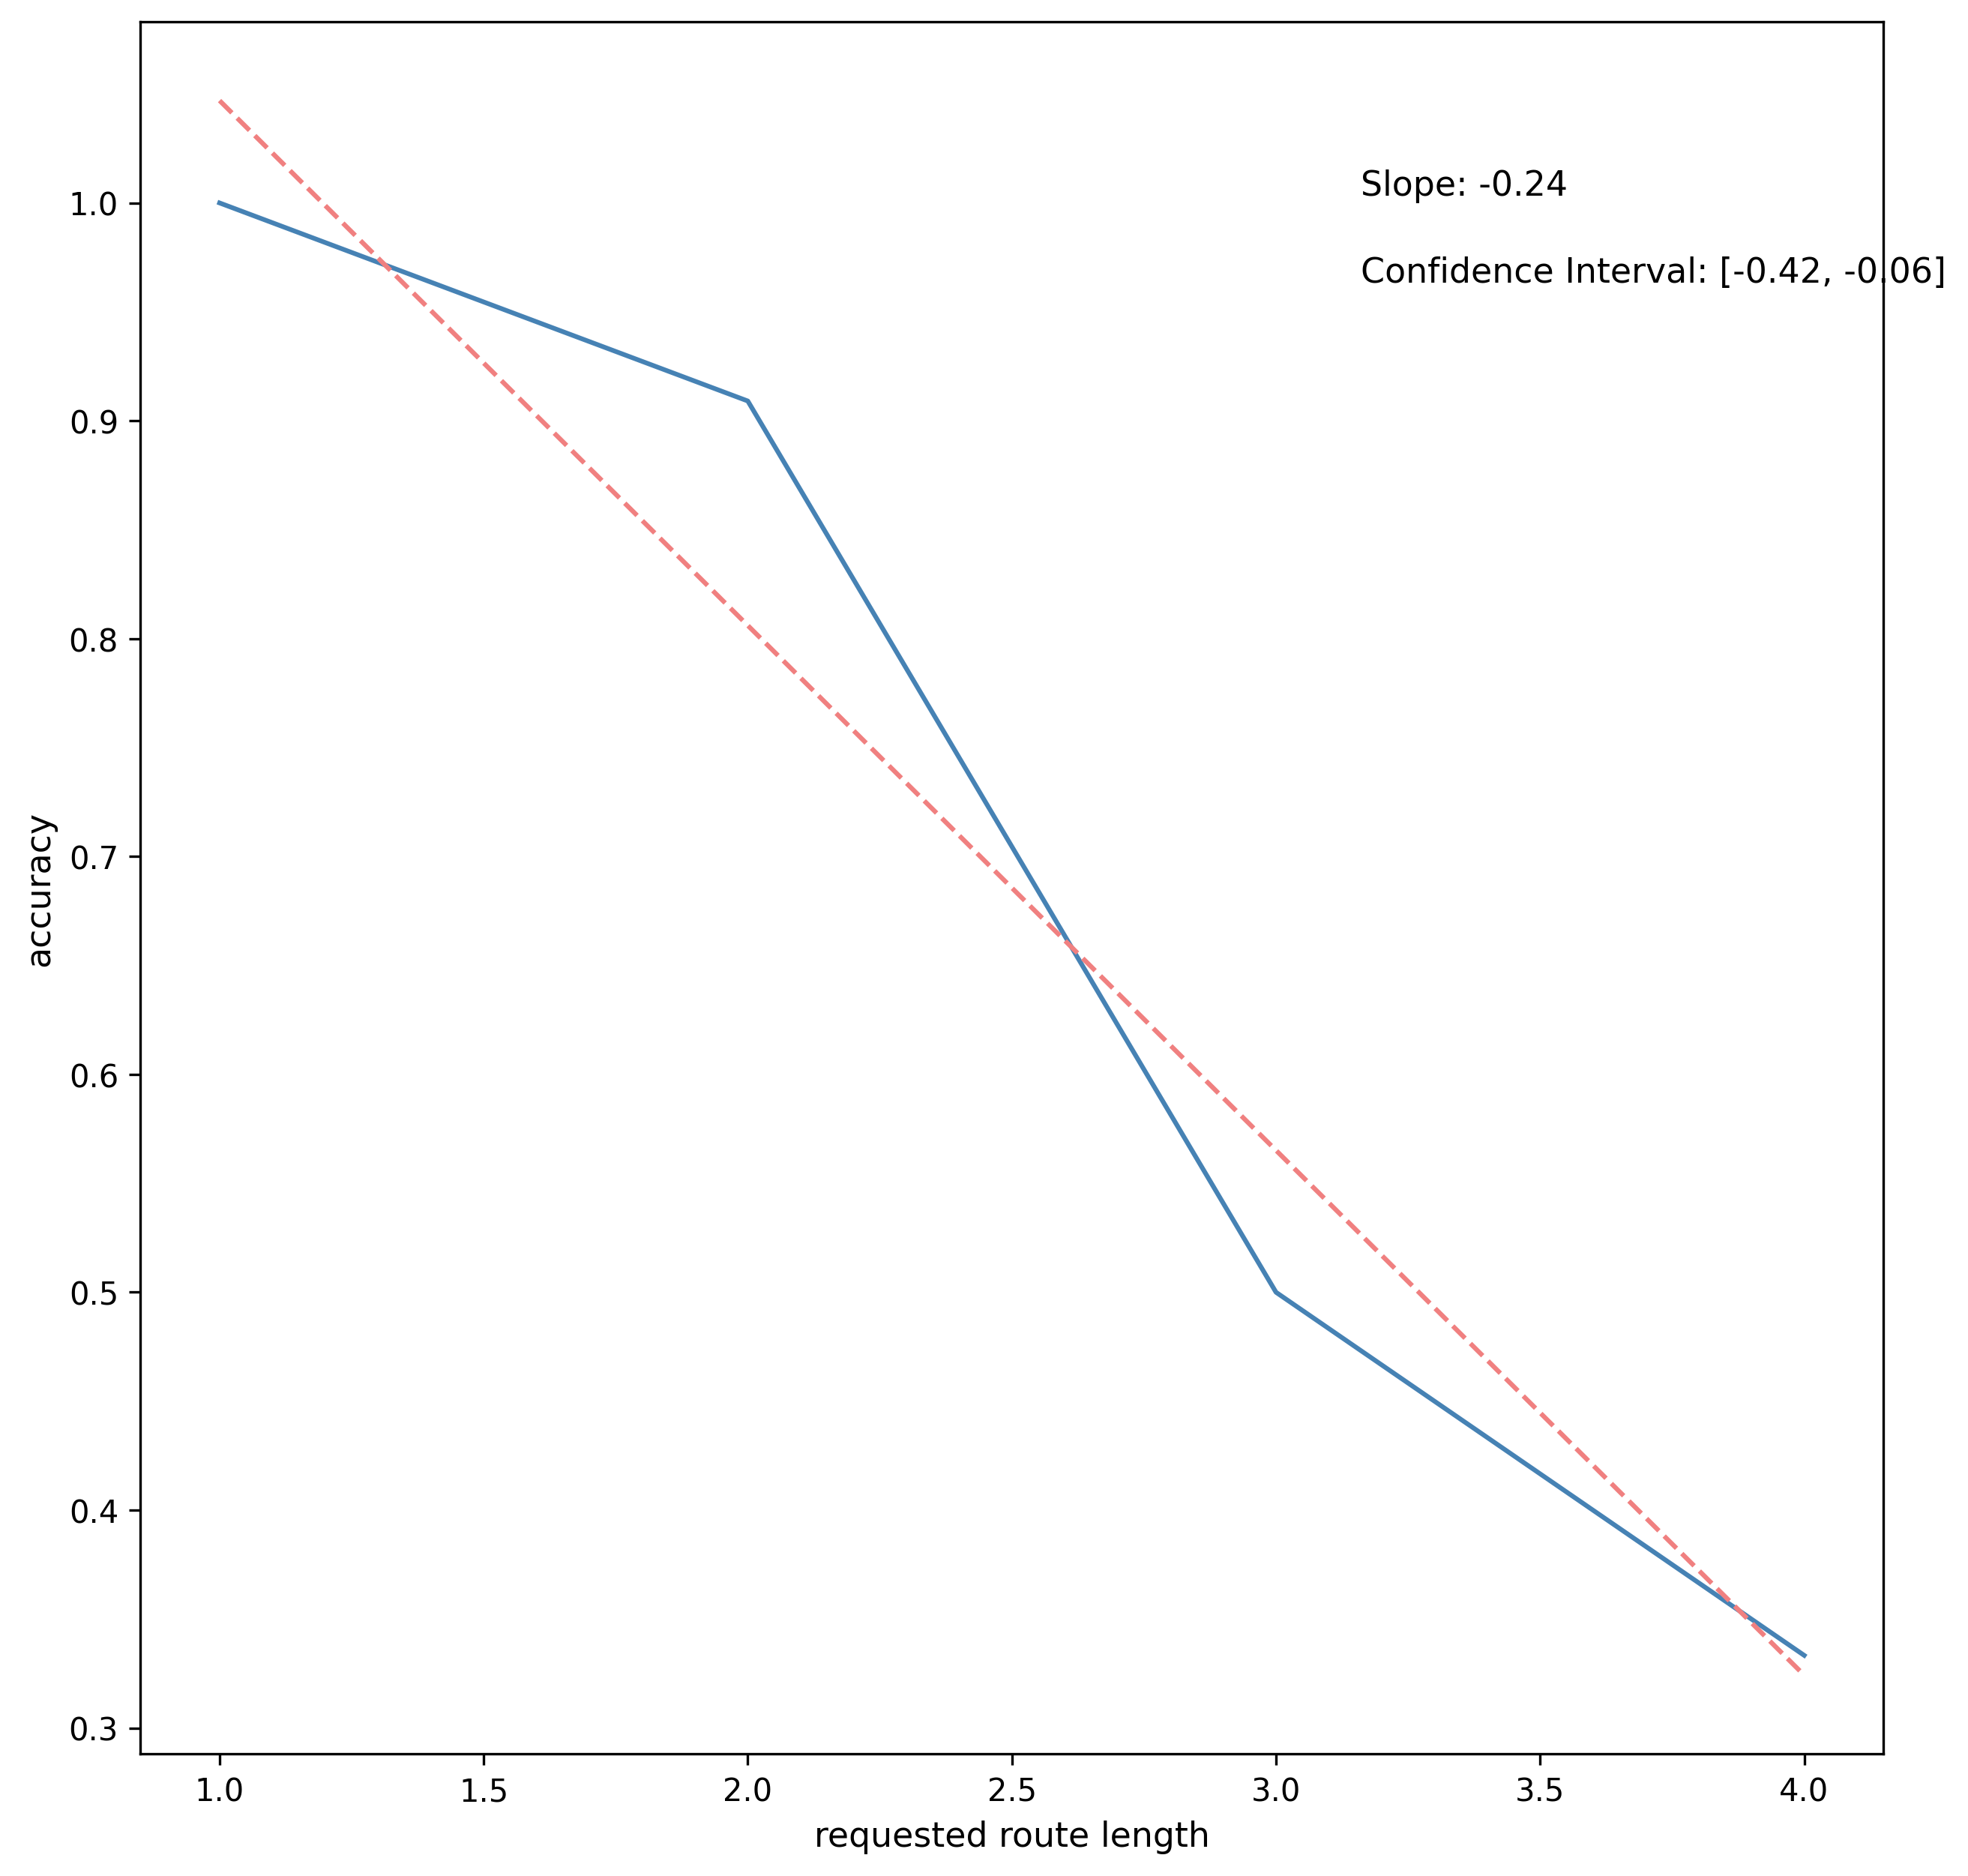 Slope: -0.24
Confidence Interval: [-0.42, -0.06]
accuracy
1.0
0.9
0.8
0.7
0.6
0.5
0.4
0.3
1.0 1.5 2.0 2.5 3.0 3.5 4.0
requested route length